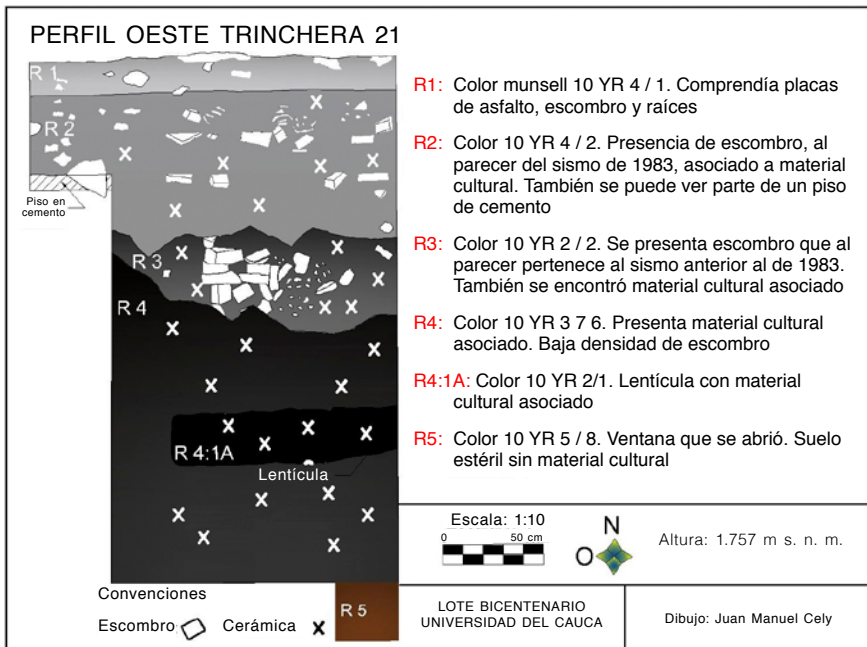 PERFIL OESTE TRINCHERA 21
R 1
R 2
Piso en
cemento
R 3
R 4
R 4:1A
Lentícula
R 5
R1: Color munsell 10 YR 4 / 1. Comprendía placas
de asfalto, escombro y raíces
R2: Color 10 YR 4 / 2. Presencia de escombro, al
parecer del sismo de 1983, asociado a material
cultural. También se puede ver parte de un piso
de cemento
R3: Color 10 YR 2 / 2. Se presenta escombro que al
parecer pertenece al sismo anterior al de 1983.
También se encontró material cultural asociado
R4: Color 10 YR 3 7 6. Presenta material cultural
asociado. Baja densidad de escombro
R4:1A: Color 10 YR 2/1. Lentícula con material
cultural asociado
R5: Color 10 YR 5 / 8. Ventana que se abrió. Suelo
estéril sin material cultural
Escala: 1:10
0 50 cm
N
O
Altura: 1.757 m s. n. m.
Convenciones
Escombro Cerámica X
LOTE BICENTENARIO
UNIVERSIDAD DEL CAUCA
Dibujo: Juan Manuel Cely